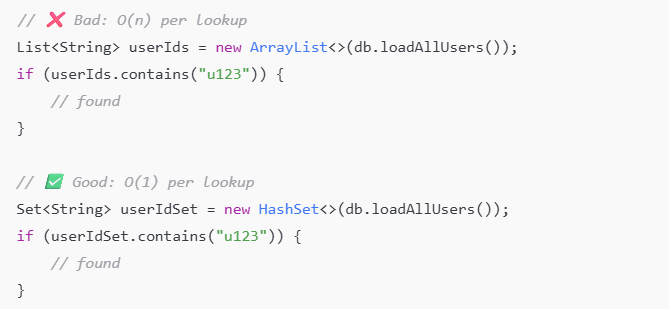 // ❌ Bad: O(n) per lookup
List<String> userIds = new ArrayList<>(db.loadAllUsers());
if (userIds.contains("u123")) {
    // found
}
// ✅ Good: O(1) per lookup
Set<String> userIdSet = new HashSet<>(db.loadAllUsers());
if (userIdSet.contains("u123")) {
    // found
}